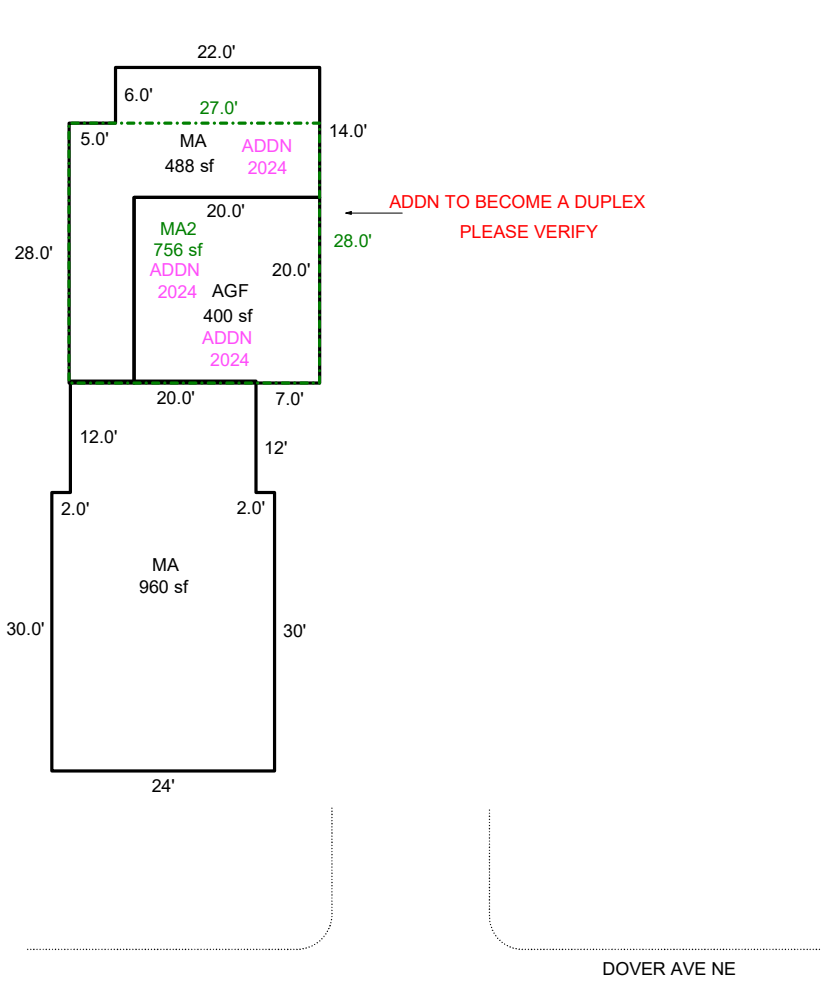 22.0'
6.0'
27.0'
5.0'
MA
488 sf
ADDN
2024
14.0'
20.0'
ADDN TO BECOME A DUPLEX
PLEASE VERIFY
28.0'
MA2
756 sf
ADDN
2024
28.0'
20.0'
AGF
400 sf
ADDN
2024
20.0'
7.0'
12.0'
12'
2.0'
2.0'
MA
960 sf
30.0'
30'
24'
DOVER AVE NE